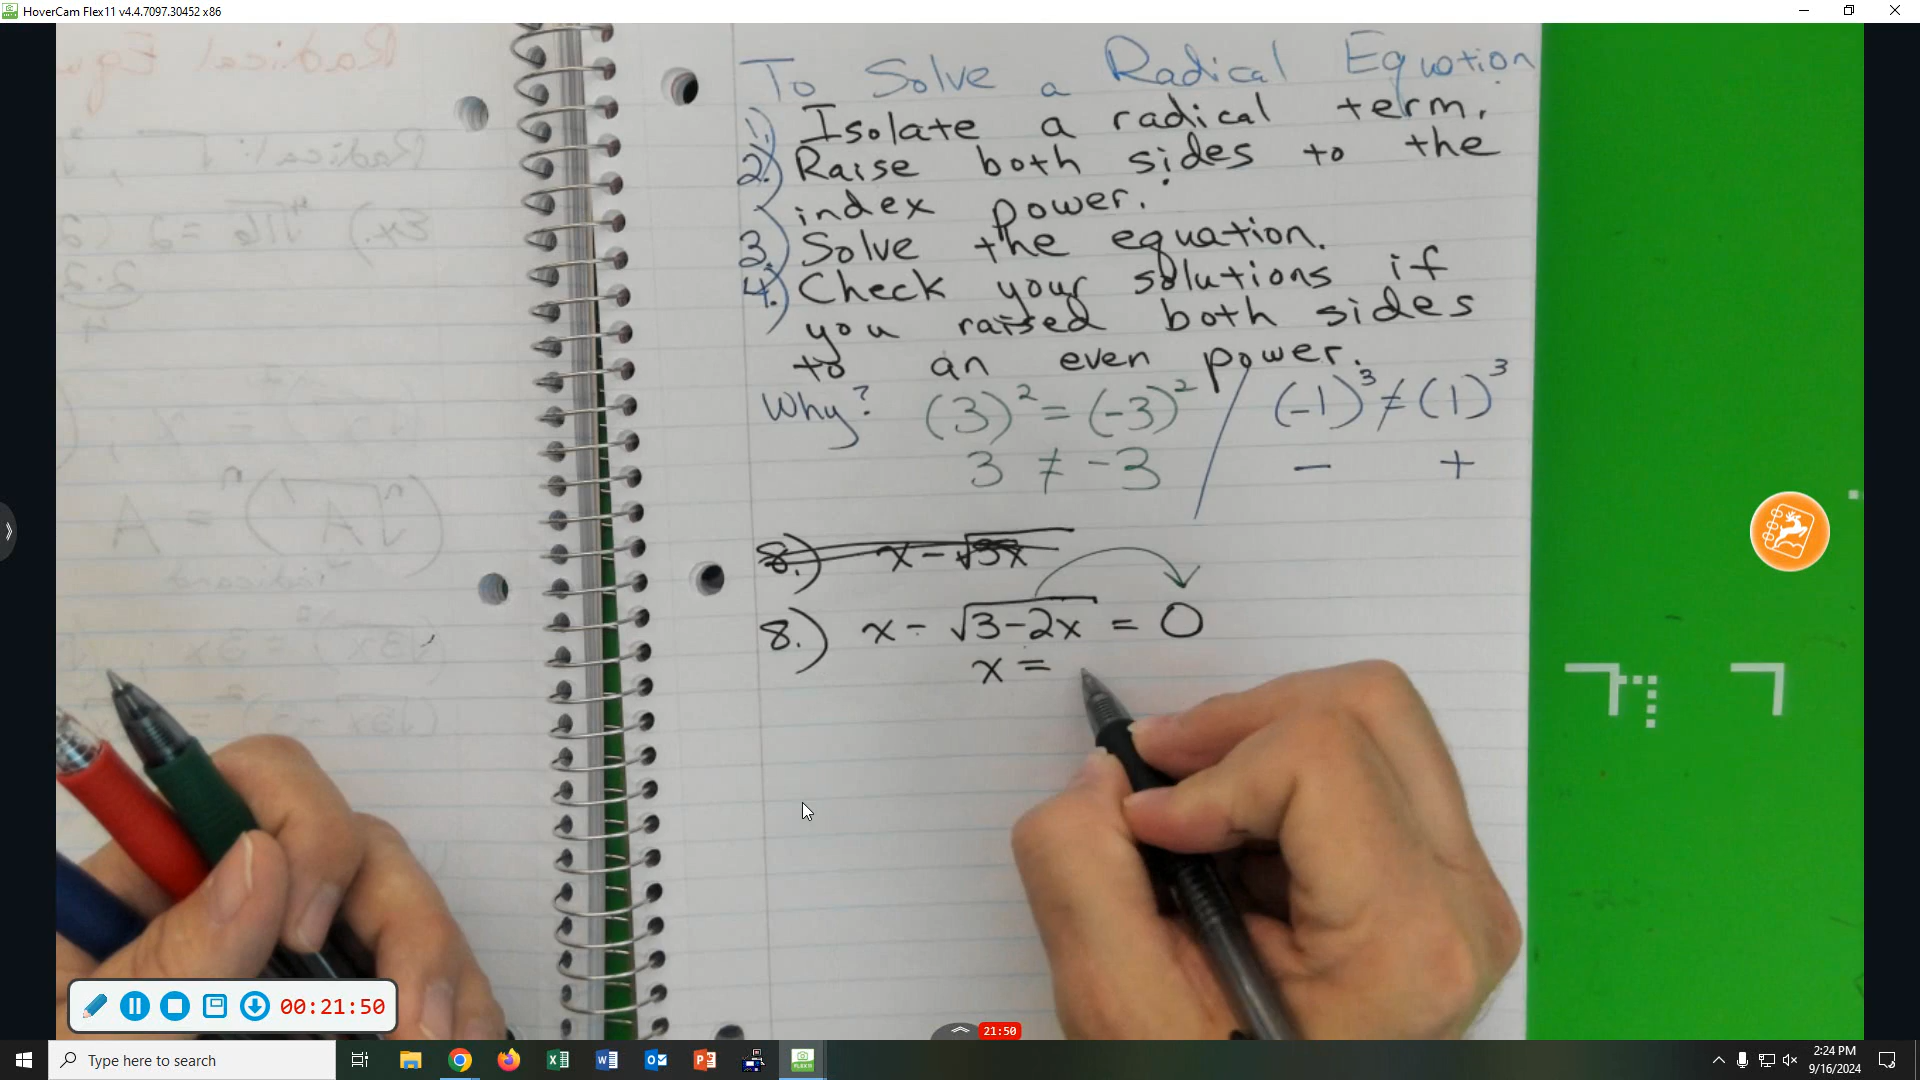 HoverCam Flex11 v4.4.7097.30452 x86
To Solve a Radical Equation
1.) Isolate a radical term.
2.) Raise both sides to the
index power.
3.) Solve the equation.
4.) Check your solutions if
you raised both sides
to an even power.
Why? (3)² = (-3)² / (-1)³ ≠ (1)³
3 ≠ -3 − +
8.) x - √3x
8.) x - √3-2x = 0
x =
00:21:50
21:50
Type here to search
2:24 PM
9/16/2024